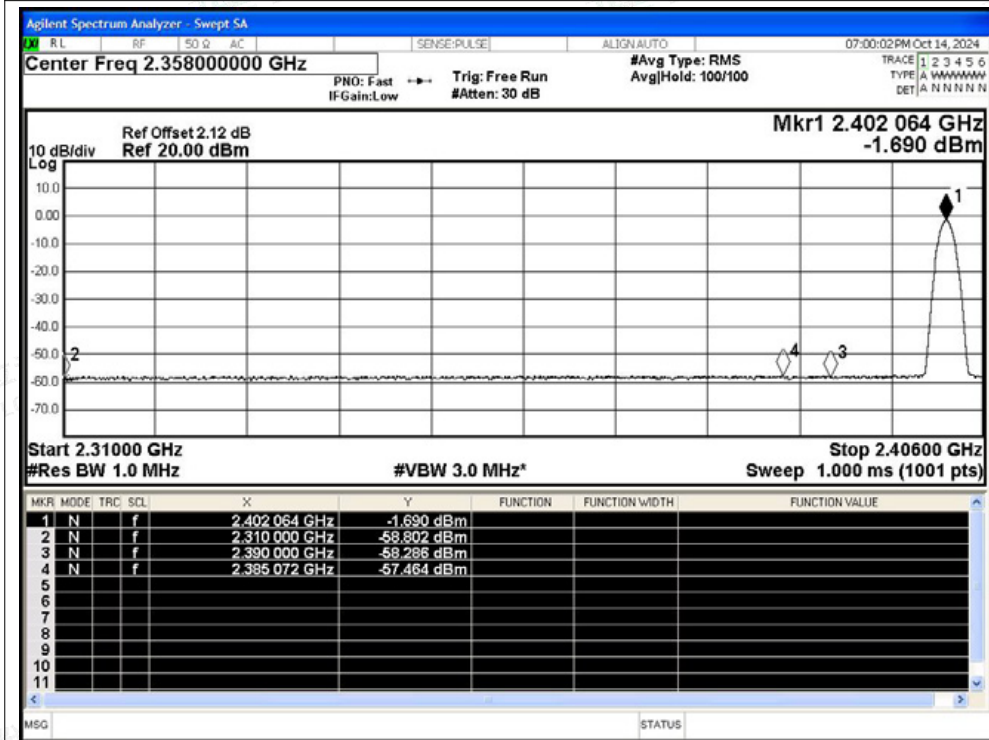 Agilent Spectrum Analyzer - Swept SA
LXI RL RF 50 Ω AC SENSE:PULSE ALIGN AUTO 07:00:02 PM Oct 14, 2024
Center Freq 2.358000000 GHz #Avg Type: RMS TRACE 1 2 3 4 5 6
PNO: Fast Trig: Free Run Avg|Hold: 100/100 TYPE A WWWWW
IFGain:Low #Atten: 30 dB DET A N N N N N
Mkr1 2.402 064 GHz
Ref Offset 2.12 dB
10 dB/div Ref 20.00 dBm -1.690 dBm
Log
10.0
1
0.00
-10.0
-20.0
-30.0
-40.0
-50.0 2 4 3
-60.0
-70.0
Start 2.31000 GHz Stop 2.40600 GHz
#Res BW 1.0 MHz #VBW 3.0 MHz* Sweep 1.000 ms (1001 pts)
MKR MODE TRC SCL X Y FUNCTION FUNCTION WIDTH FUNCTION VALUE
1 N f 2.402 064 GHz -1.690 dBm
2 N f 2.310 000 GHz -58.802 dBm
3 N f 2.390 000 GHz -58.286 dBm
4 N f 2.385 072 GHz -57.464 dBm
5
6
7
8
9
10
11
MSG STATUS